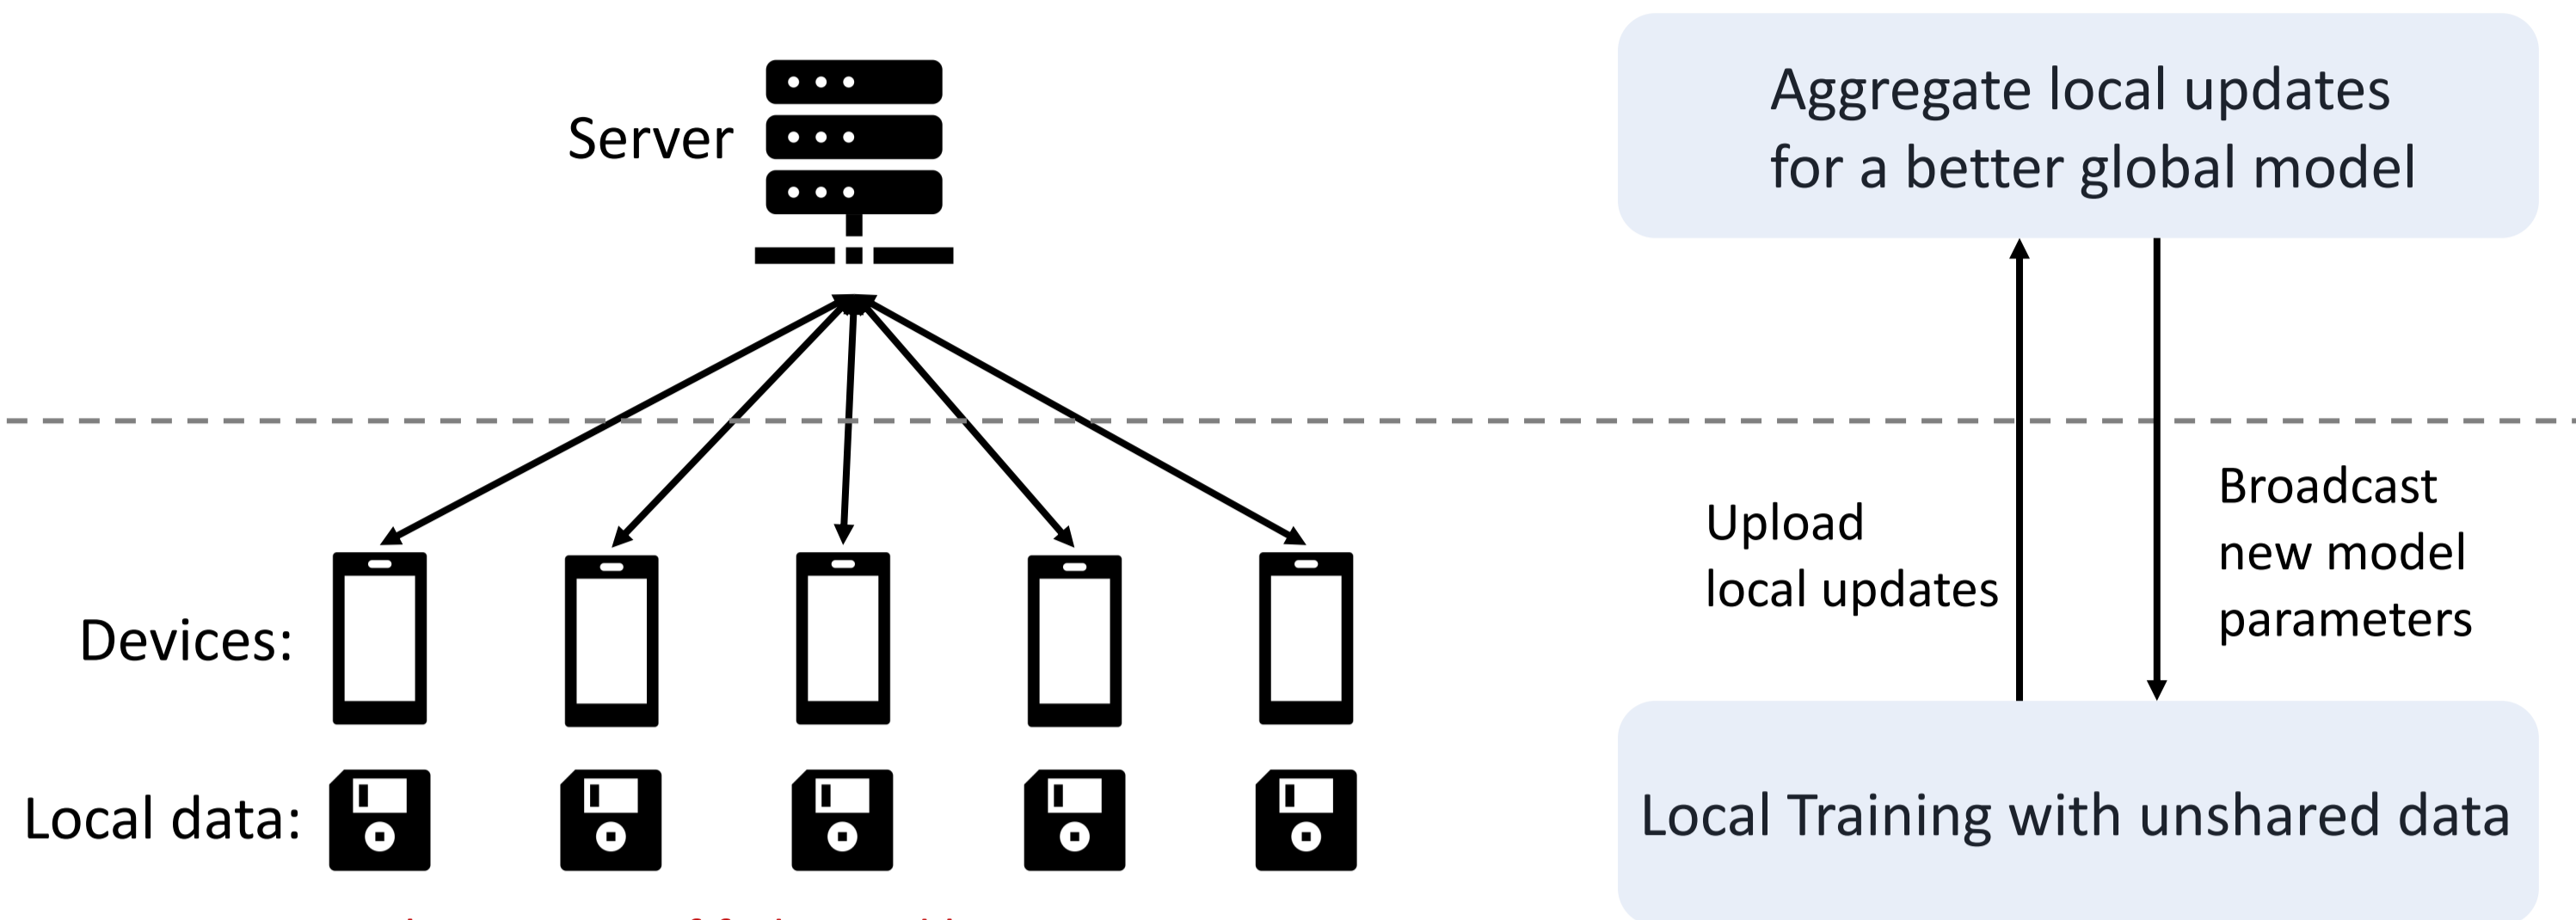 Server
Aggregate local updates
for a better global model
Upload
local updates
Broadcast
new model
parameters
Devices:
Local data:
Local Training with unshared data